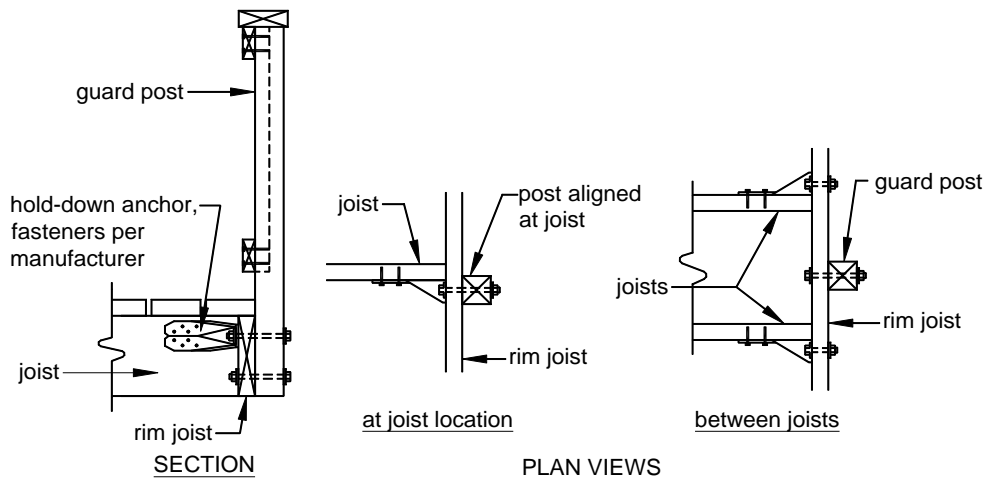 guard post
hold-down anchor,
fasteners per
manufacturer
joist
rim joist
SECTION
joist
post aligned
at joist
rim joist
at joist location
guard post
joists
rim joist
between joists
PLAN VIEWS